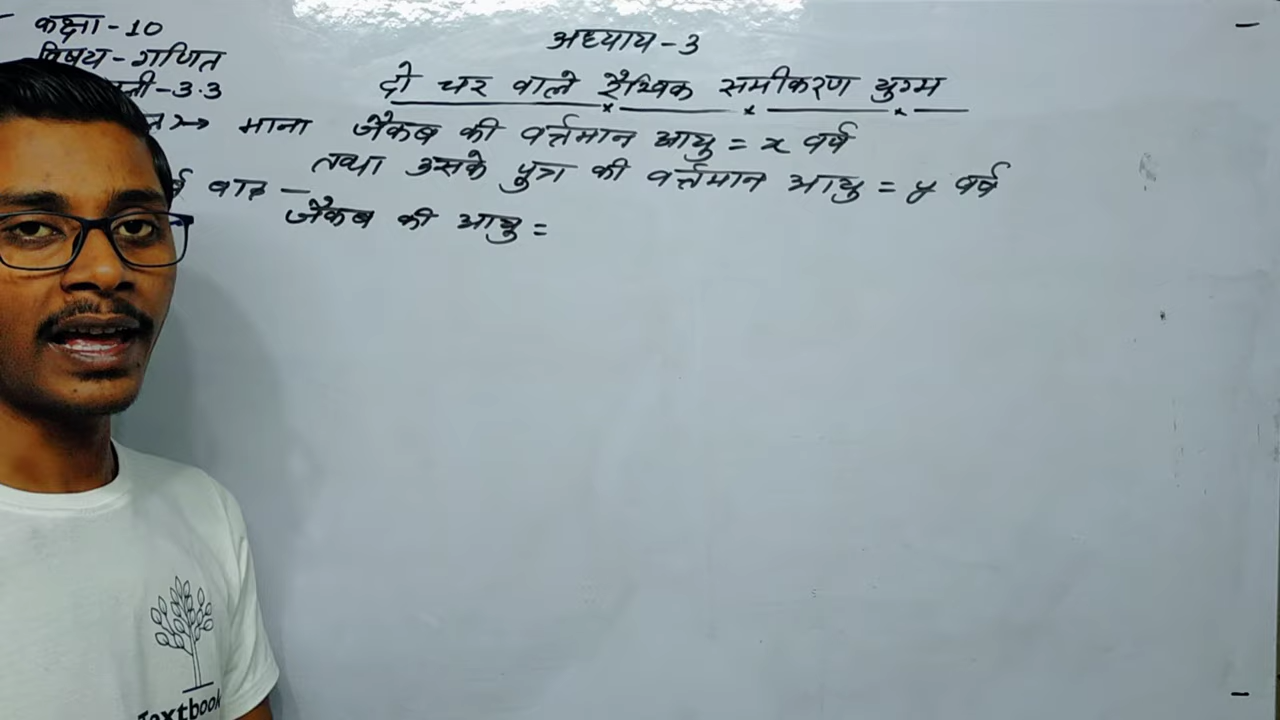 कक्षा - 10
विषय - गणित
- 3.3
अध्याय - 3
दो चर वाले रैखिक समीकरण युग्म
माना जैकब की वर्त्तमान आयु = x वर्ष
तथा उसके पुत्र की वर्त्तमान आयु = y वर्ष
बाद -
जैकब की आयु =
Textbook